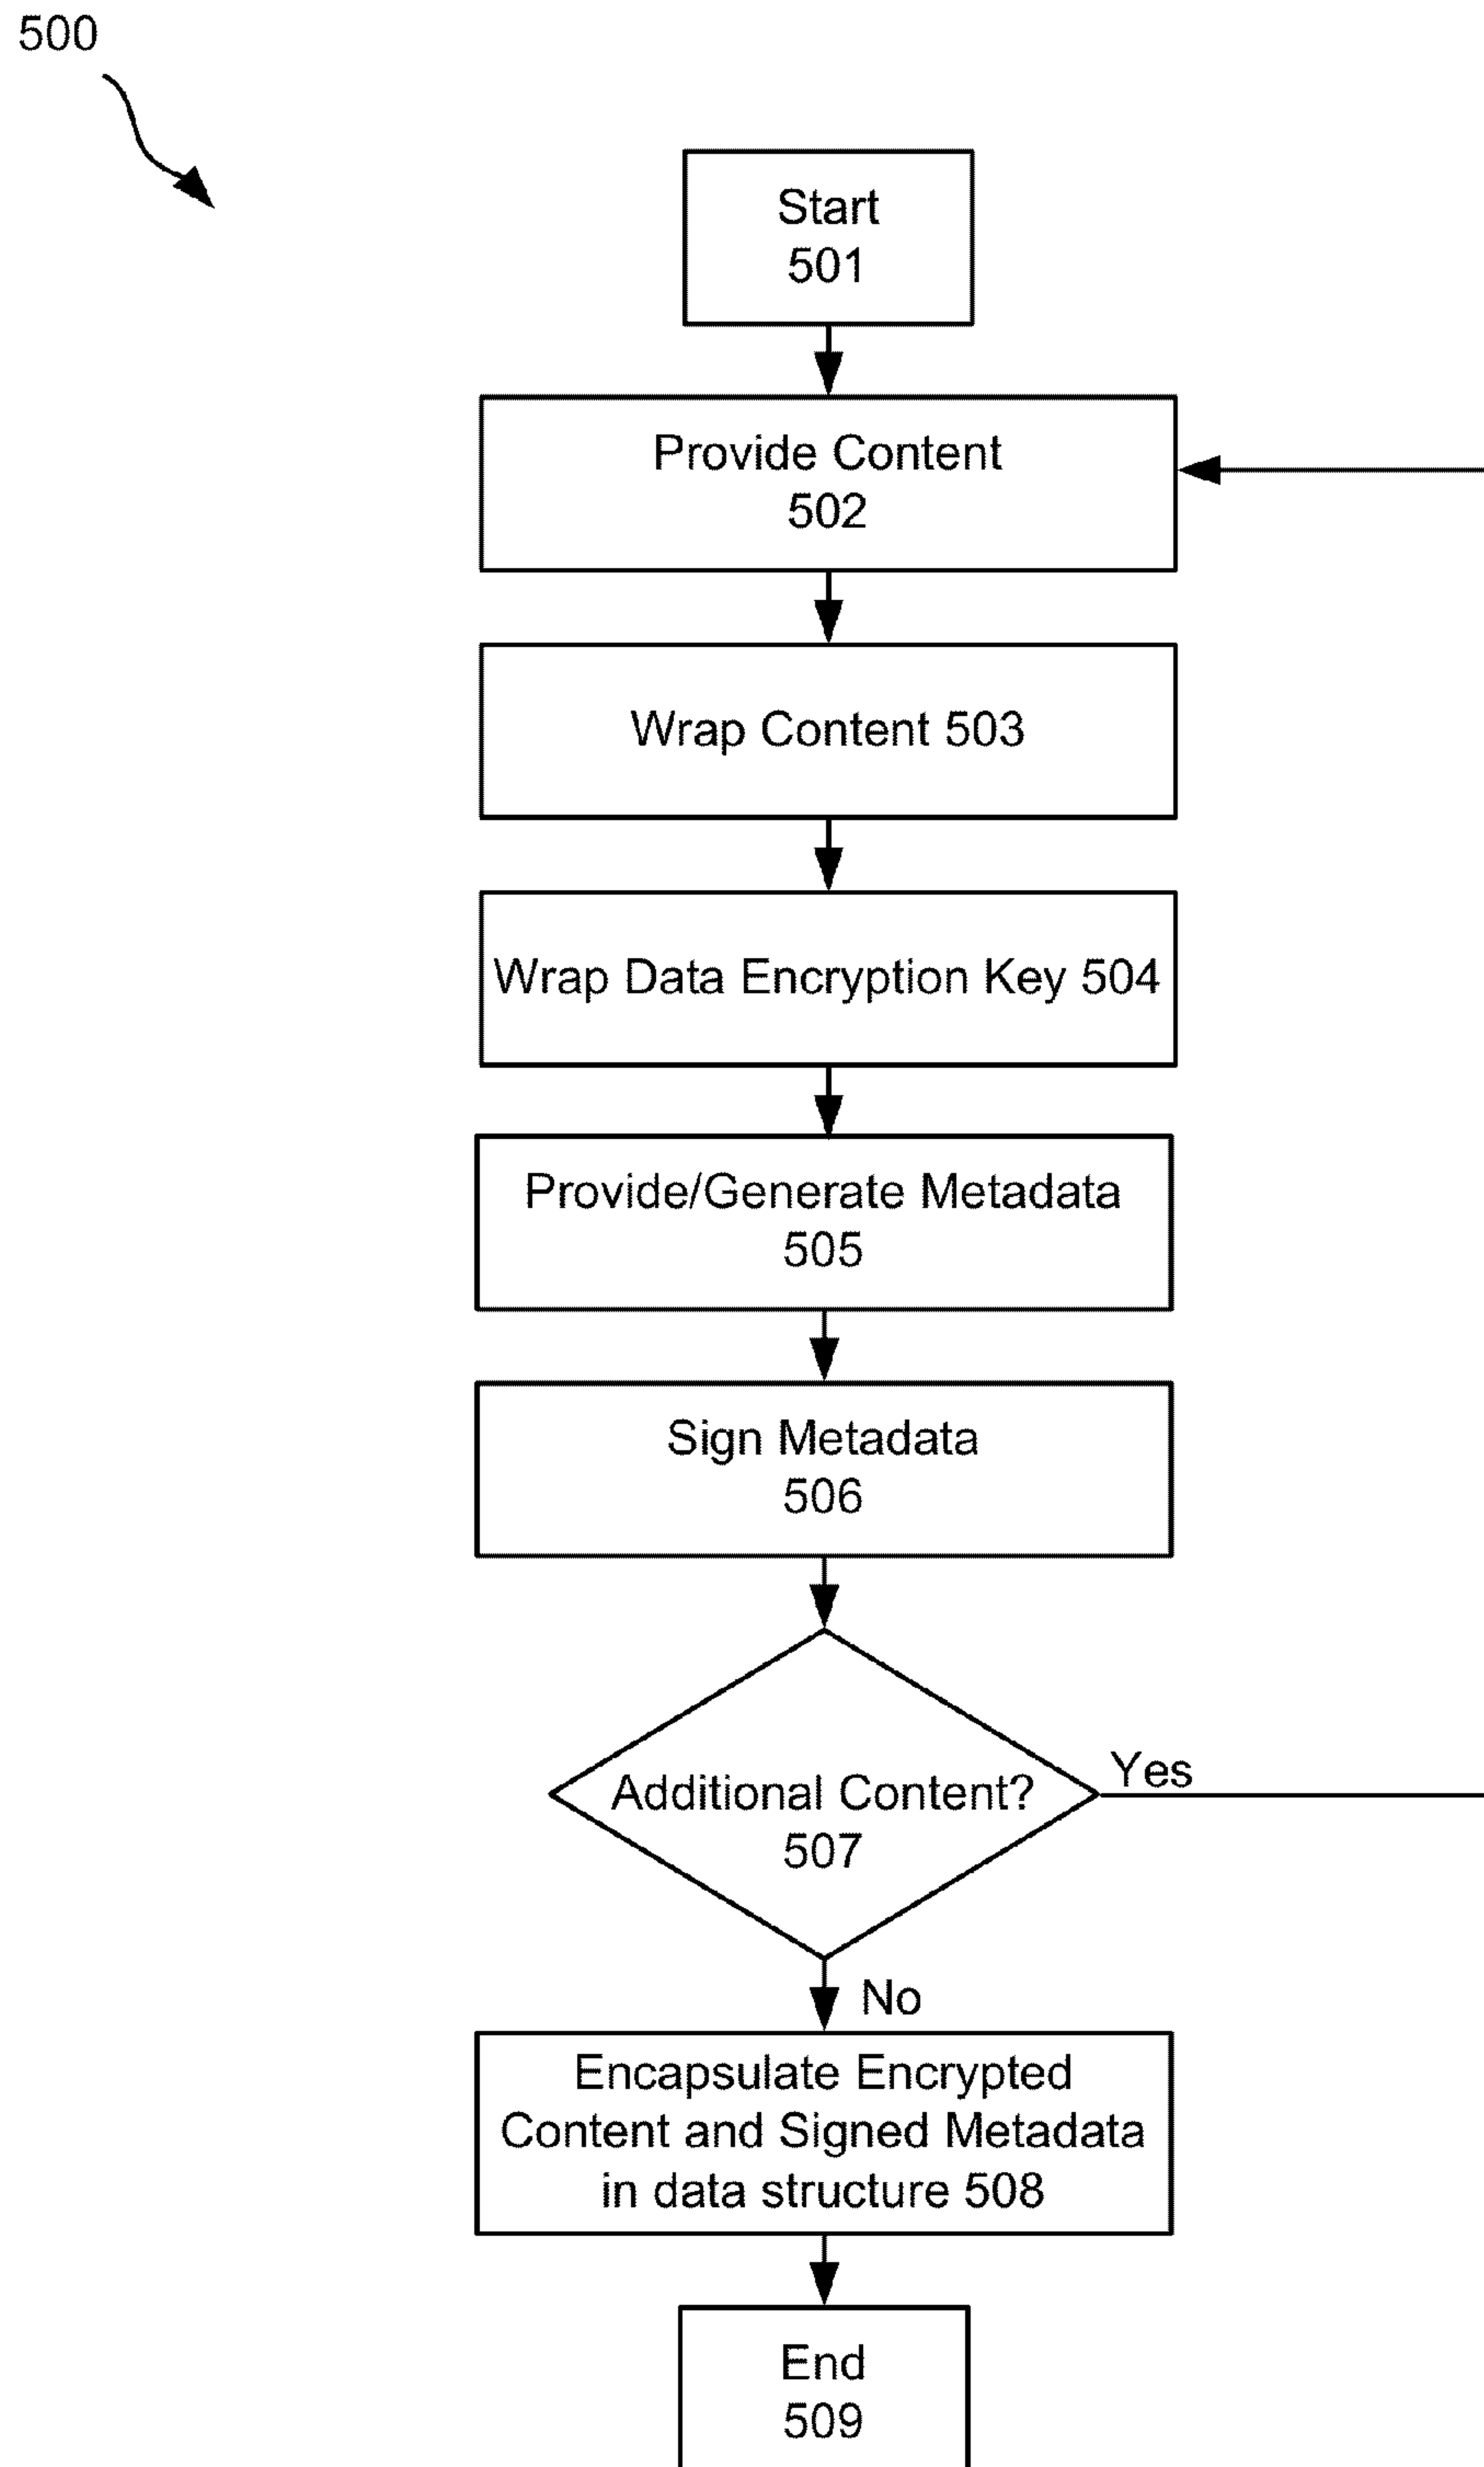 500
Start
501
Provide Content
502
Wrap Content 503
Wrap Data Encryption Key 504
Provide/Generate Metadata
505
Sign Metadata
506
Additional Content?
507
Yes
No
Encapsulate Encrypted
Content and Signed Metadata
in data structure 508
End
509